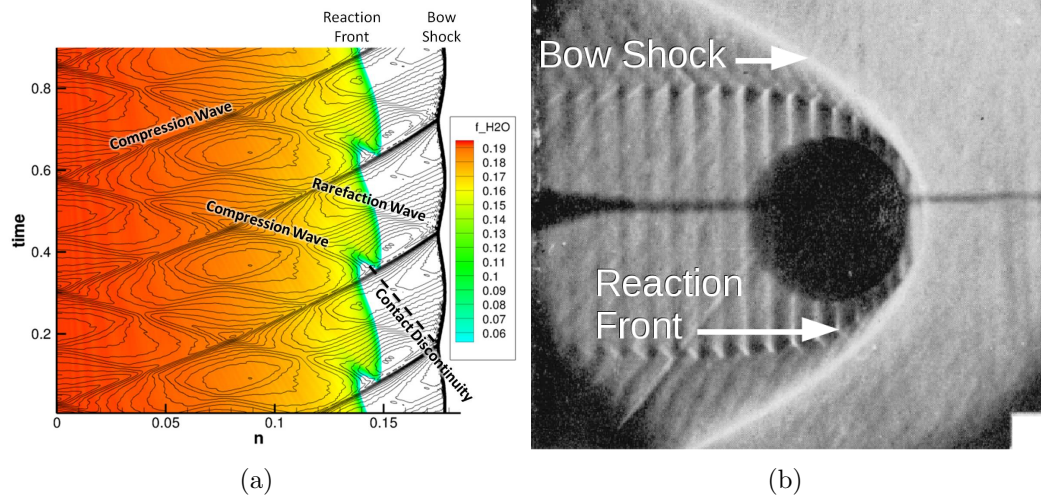 Reaction
Front
Bow
Shock
0.8
0.6
0.4
0.2
time
0
0.05
0.1
0.15
n
Compression Wave
Rarefaction Wave
Compression Wave
Contact Discontinuity
f_H2O
0.19
0.18
0.17
0.16
0.15
0.14
0.13
0.12
0.11
0.1
0.09
0.08
0.07
0.06
(a)
Bow Shock
Reaction
Front
(b)